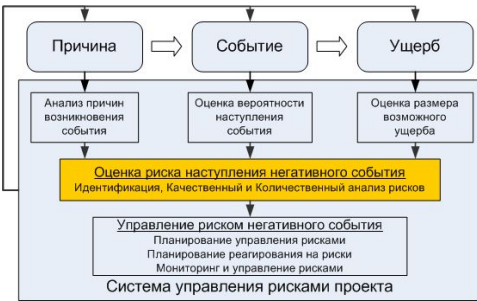 Причина
Событие
Ущерб
Анализ причин
возникновения
события
Оценка вероятности
наступления
события
Оценка размера
возможного
ущерба
Оценка риска наступления негативного события
Идентификация, Качественный и Количественный анализ рисков
Управление риском негативного события
Планирование управления рисками
Планирование реагирования на риски
Мониторинг и управление рисками
Система управления рисками проекта